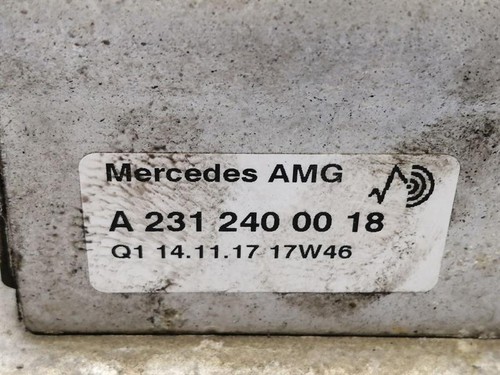 Mercedes AMG
A 231 240 00 18
Q1 14.11.17 17W46